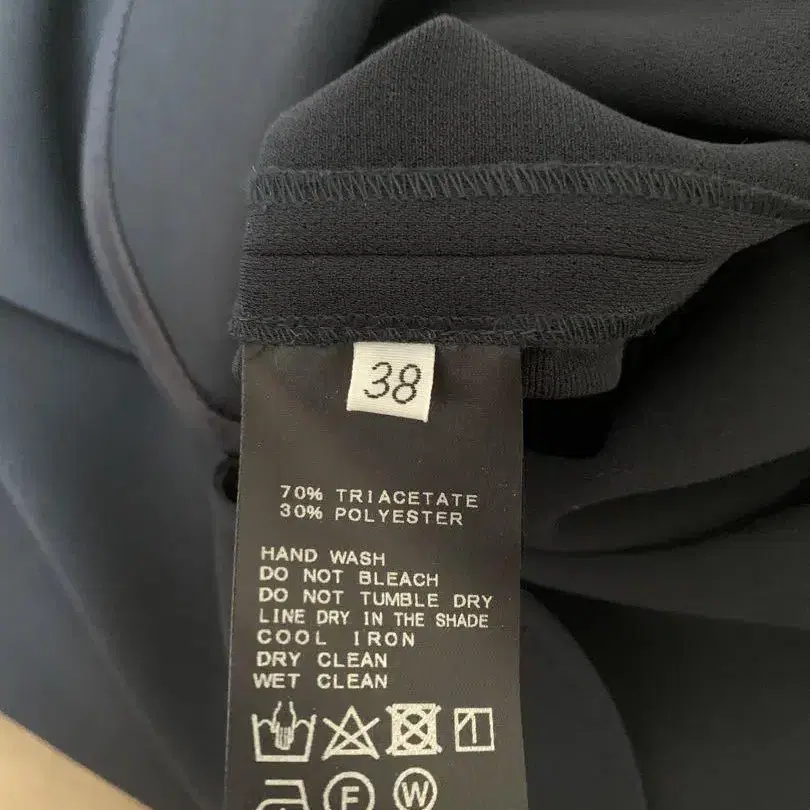 38
70% TRIACETATE
30% POLYESTER
HAND WASH
DO NOT BLEACH
DO NOT TUMBLE DRY
LINE DRY IN THE SHADE
COOL IRON
DRY CLEAN
WET CLEAN
F W